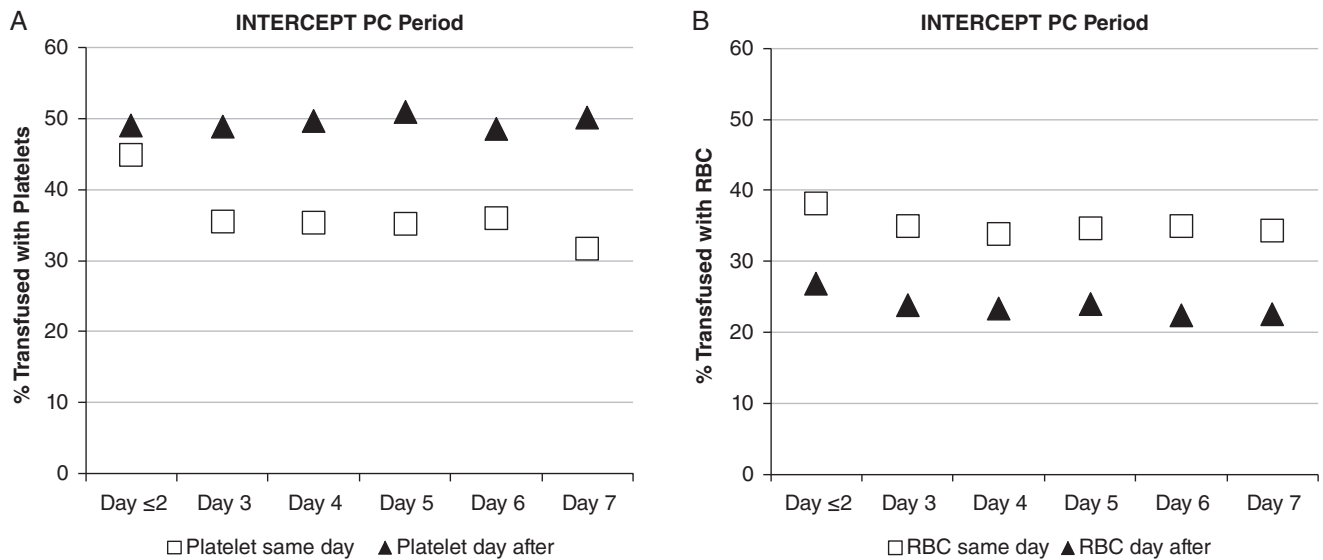 A
INTERCEPT PC Period
% Transfused with Platelets
60
50
40
30
20
10
0
Day ≤2 Day 3 Day 4 Day 5 Day 6 Day 7
Platelet same day Platelet day after
B
INTERCEPT PC Period
% Transfused with RBC
60
50
40
30
20
10
0
Day ≤2 Day 3 Day 4 Day 5 Day 6 Day 7
RBC same day RBC day after